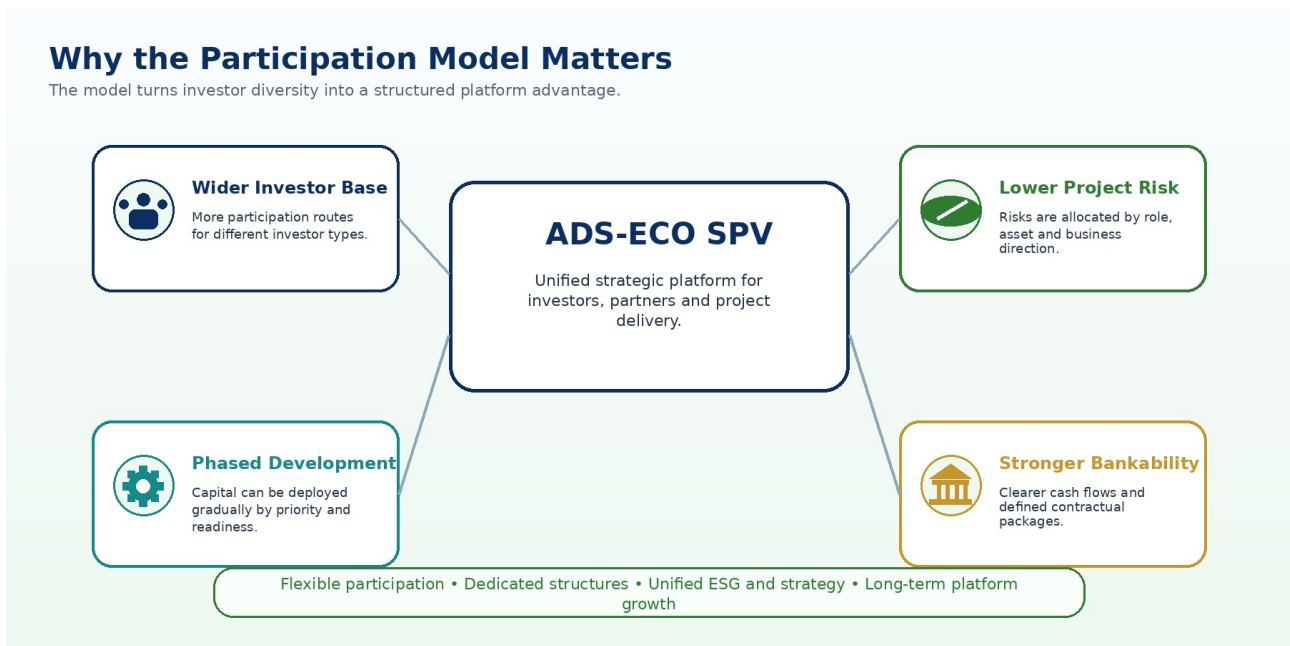 Why the Participation Model Matters
The model turns investor diversity into a structured platform advantage.
Wider Investor Base
More participation routes
for different investor types.
ADS-ECO SPV
Unified strategic platform for
investors, partners and project
delivery.
Lower Project Risk
Risks are allocated by role,
asset and business
direction.
Phased Development
Capital can be deployed
gradually by priority and
readiness.
Stronger Bankability
Clearer cash flows and
defined contractual
packages.
Flexible participation • Dedicated structures • Unified ESG and strategy • Long-term platform
growth